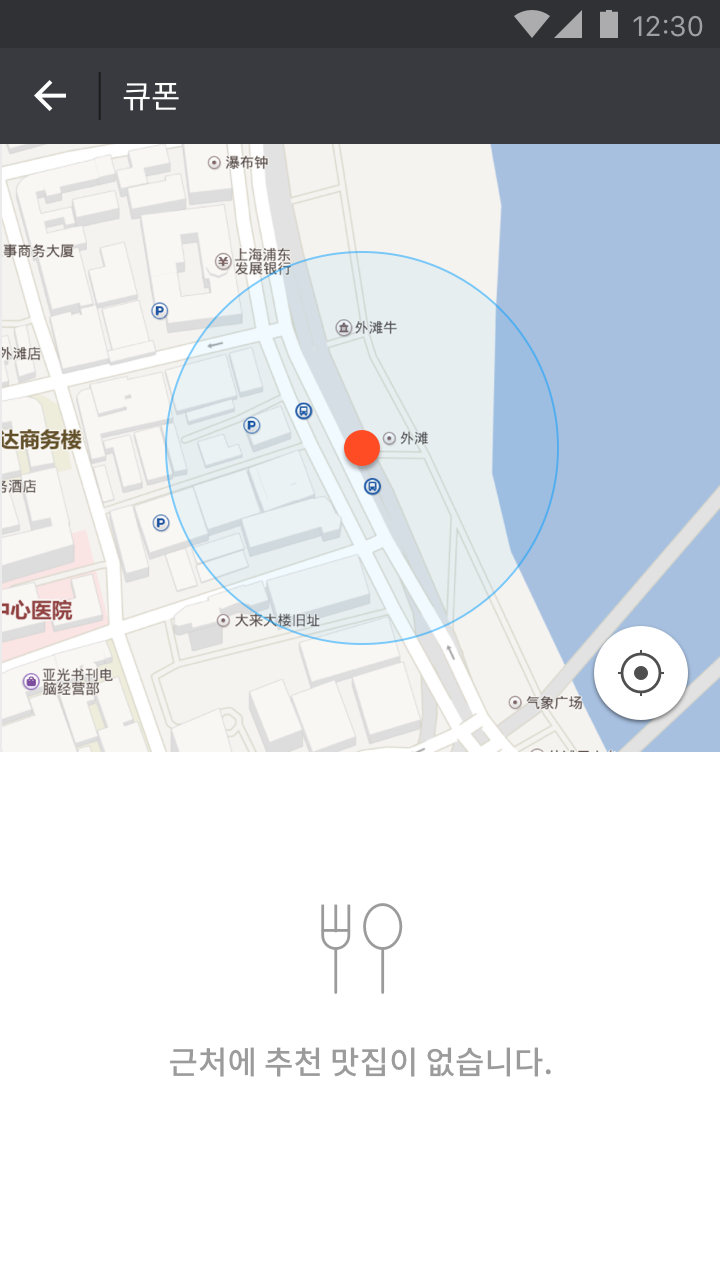 12:30
큐폰
瀑布钟
事商务大厦
上海浦东
发展银行
P
外滩牛
外滩店
P
外滩
达商务楼
务酒店
P
中心医院
大来大楼旧址
亚光书刊电
脑经营部
气象广场
근처에 추천 맛집이 없습니다.